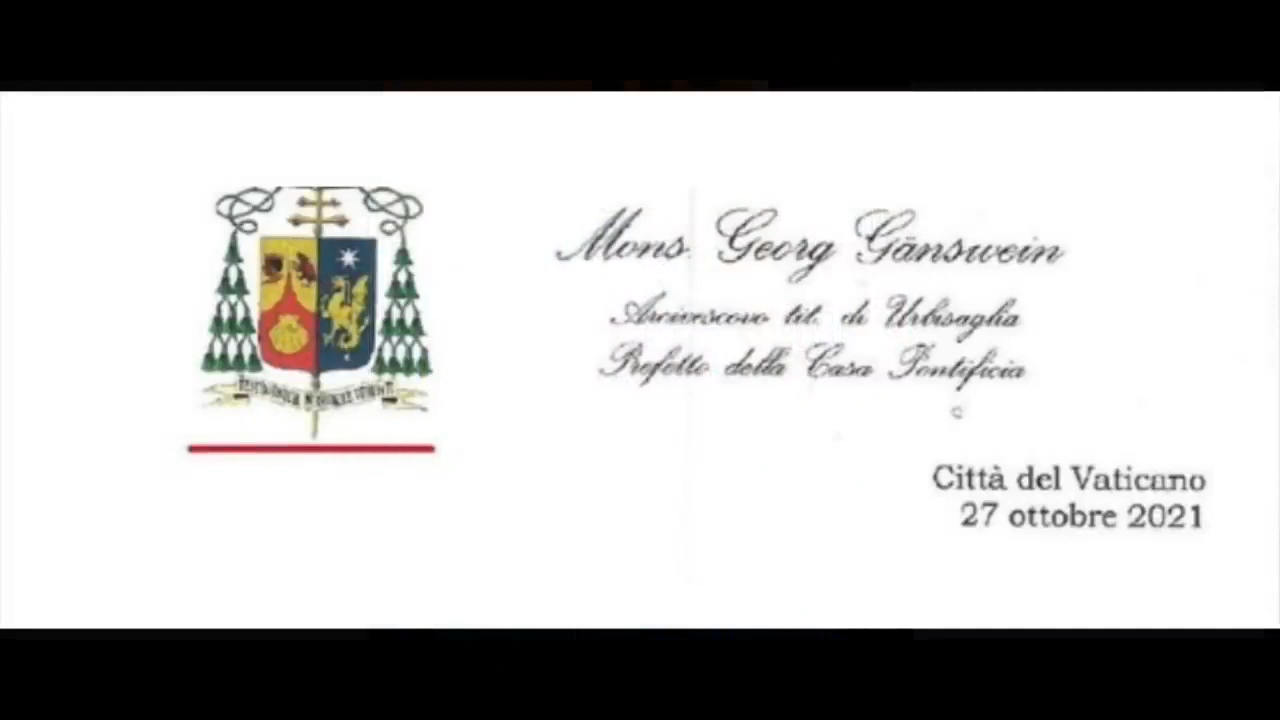 Mons. Georg Gänswein
Arcivescovo tit. di Urbisaglia
Prefetto della Casa Pontificia
Città del Vaticano
27 ottobre 2021